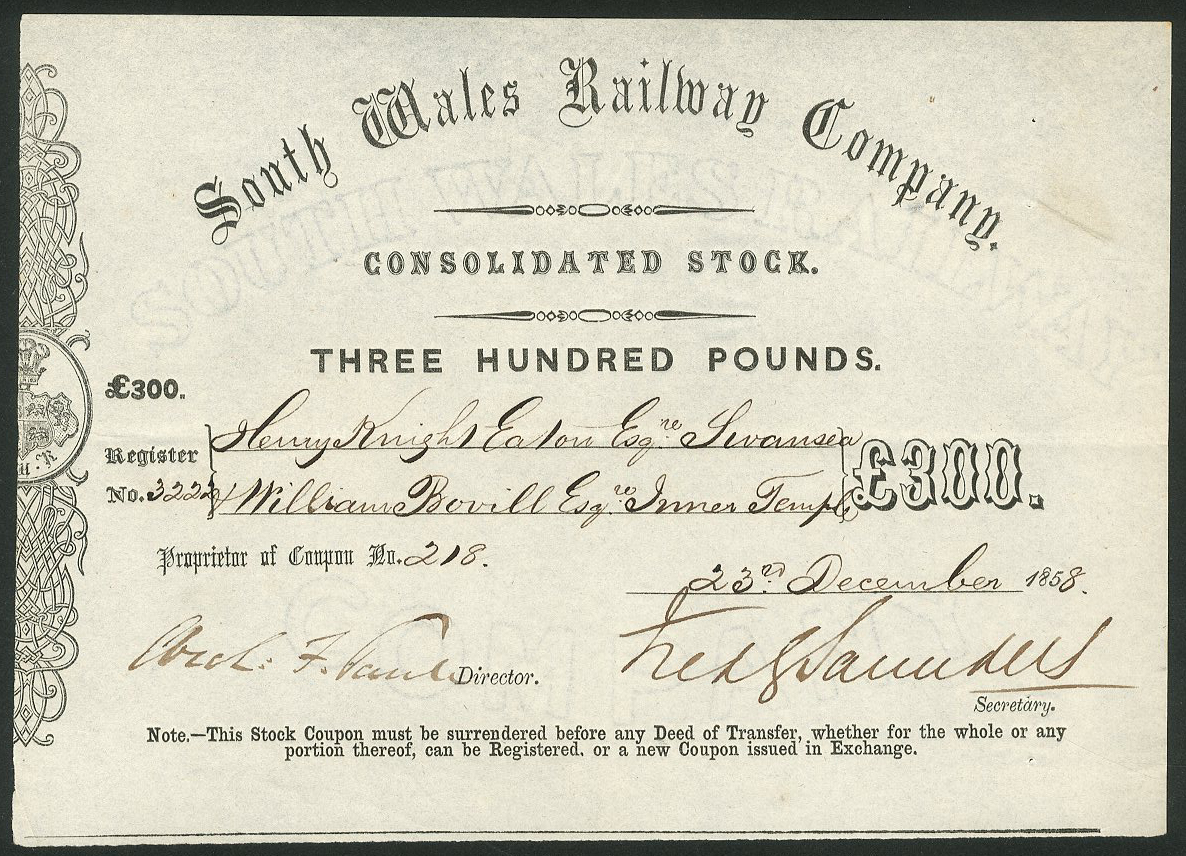 South Wales Railway Company.
CONSOLIDATED STOCK.
THREE HUNDRED POUNDS.
£300.
Register
No. 3222
Henry Knight Eaton Esqre Swansea
& William Bovill Esqre Inner Temple
£300.
Proprietor of Coupon No. 218.
23rd December 1858.
Fredk Saunders
Director.
Secretary.
Note.—This Stock Coupon must be surrendered before any Deed of Transfer, whether for the whole or any
portion thereof, can be Registered, or a new Coupon issued in Exchange.